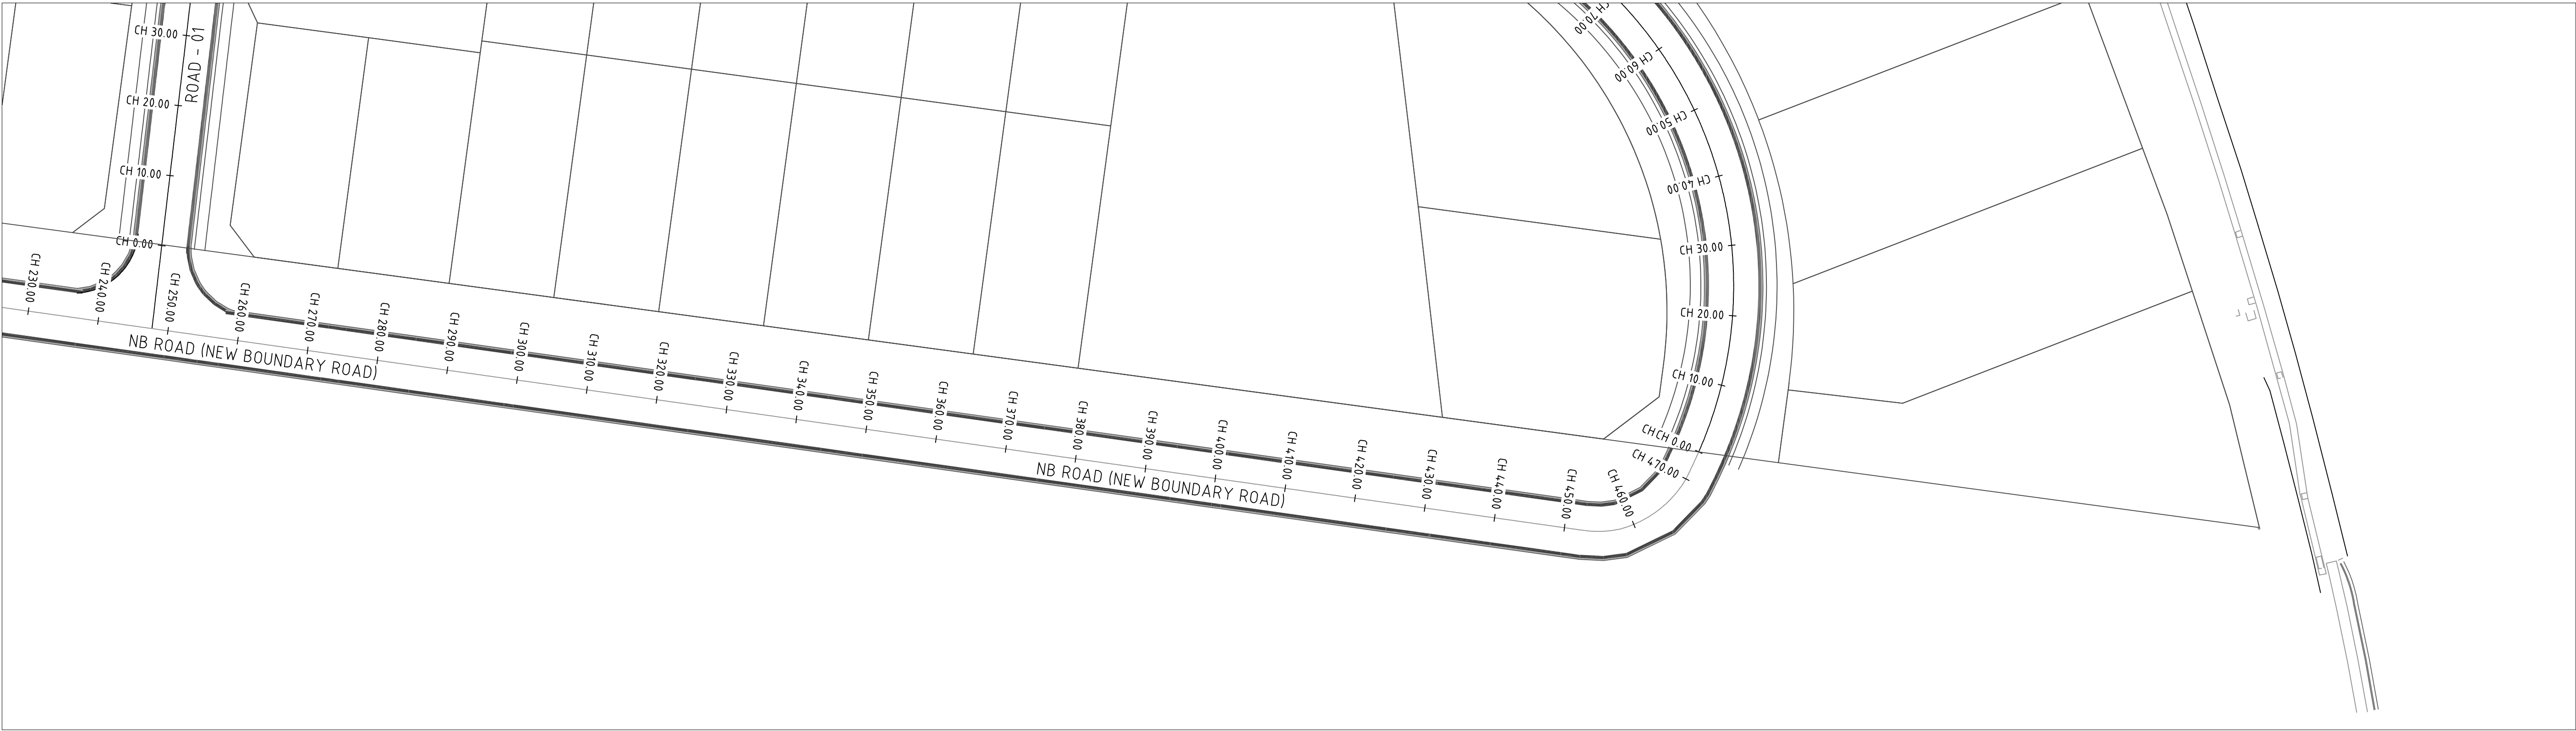 CH 30.00
CH 20.00
CH 10.00
CH 0.00
ROAD - 01
CH 230.00
CH 240.00
CH 250.00
CH 260.00
CH 270.00
CH 280.00
CH 290.00
CH 300.00
CH 310.00
CH 320.00
CH 330.00
CH 340.00
CH 350.00
CH 360.00
CH 370.00
CH 380.00
CH 390.00
CH 400.00
CH 410.00
CH 420.00
CH 430.00
CH 440.00
CH 450.00
CH 460.00
CH 470.00
NB ROAD (NEW BOUNDARY ROAD)
NB ROAD (NEW BOUNDARY ROAD)
CH 70.00
CH 60.00
CH 50.00
CH 40.00
CH 30.00
CH 20.00
CH 10.00
CH
CH 0.00